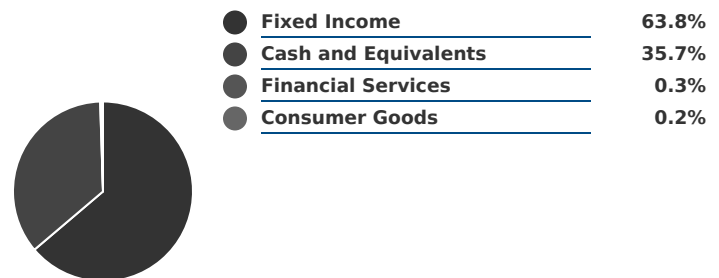 Fixed Income 63.8%
Cash and Equivalents 35.7%
Financial Services 0.3%
Consumer Goods 0.2%